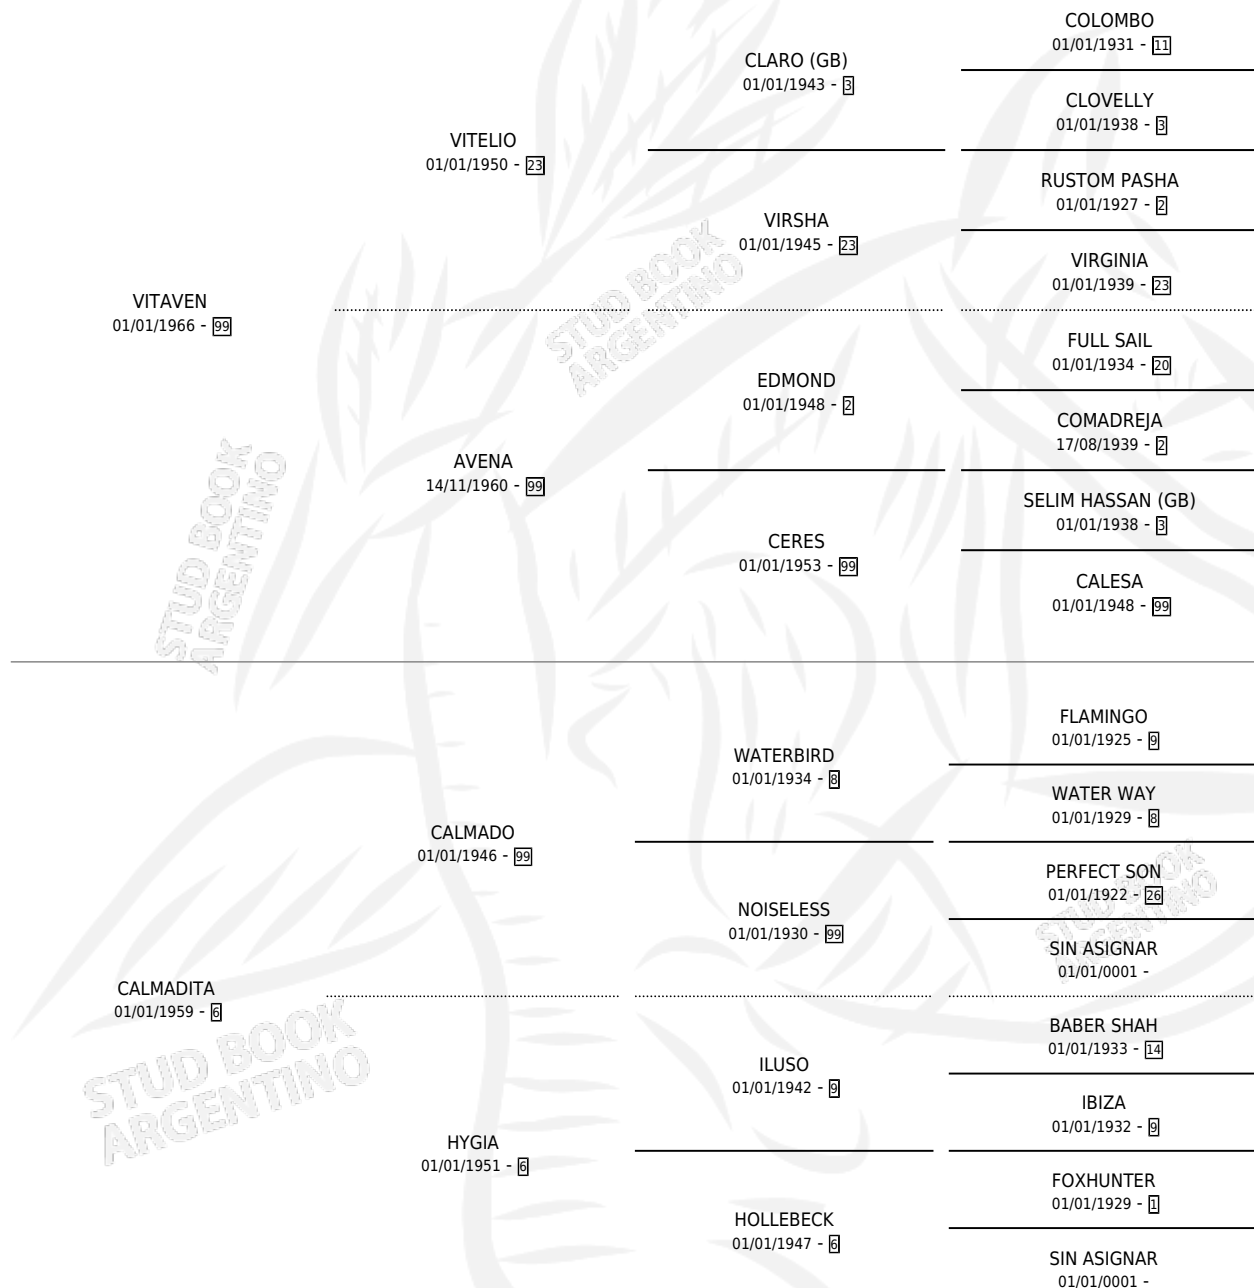 COLOMBO
01/01/1931 - 11
CLARO (GB)
01/01/1943 - 3
CLOVELLY
01/01/1938 - 3
VITELIO
01/01/1950 - 23
RUSTOM PASHA
01/01/1927 - 2
VIRSHA
01/01/1945 - 23
VIRGINIA
01/01/1939 - 23
VITAVEN
01/01/1966 - 99
STUD BOOK
ARGENTINO
FULL SAIL
01/01/1934 - 20
EDMOND
01/01/1948 - 2
COMADREJA
17/08/1939 - 2
AVENA
14/11/1960 - 99
SELIM HASSAN (GB)
01/01/1938 - 3
CERES
01/01/1953 - 99
CALESA
01/01/1948 - 99
STUD BOOK
ARGENTINO
FLAMINGO
01/01/1925 - 9
WATERBIRD
01/01/1934 - 8
WATER WAY
01/01/1929 - 8
CALMADO
01/01/1946 - 99
PERFECT SON
01/01/1922 - 26
NOISELESS
01/01/1930 - 99
STUD BOOK
ARGENTINO
SIN ASIGNAR
01/01/0001 -
CALMADITA
01/01/1959 - 6
BABER SHAH
01/01/1933 - 14
ILUSO
01/01/1942 - 9
STUD BOOK
ARGENTINO
IBIZA
01/01/1932 - 9
HYGIA
01/01/1951 - 6
FOXHUNTER
01/01/1929 - 1
HOLLEBECK
01/01/1947 - 6
SIN ASIGNAR
01/01/0001 -